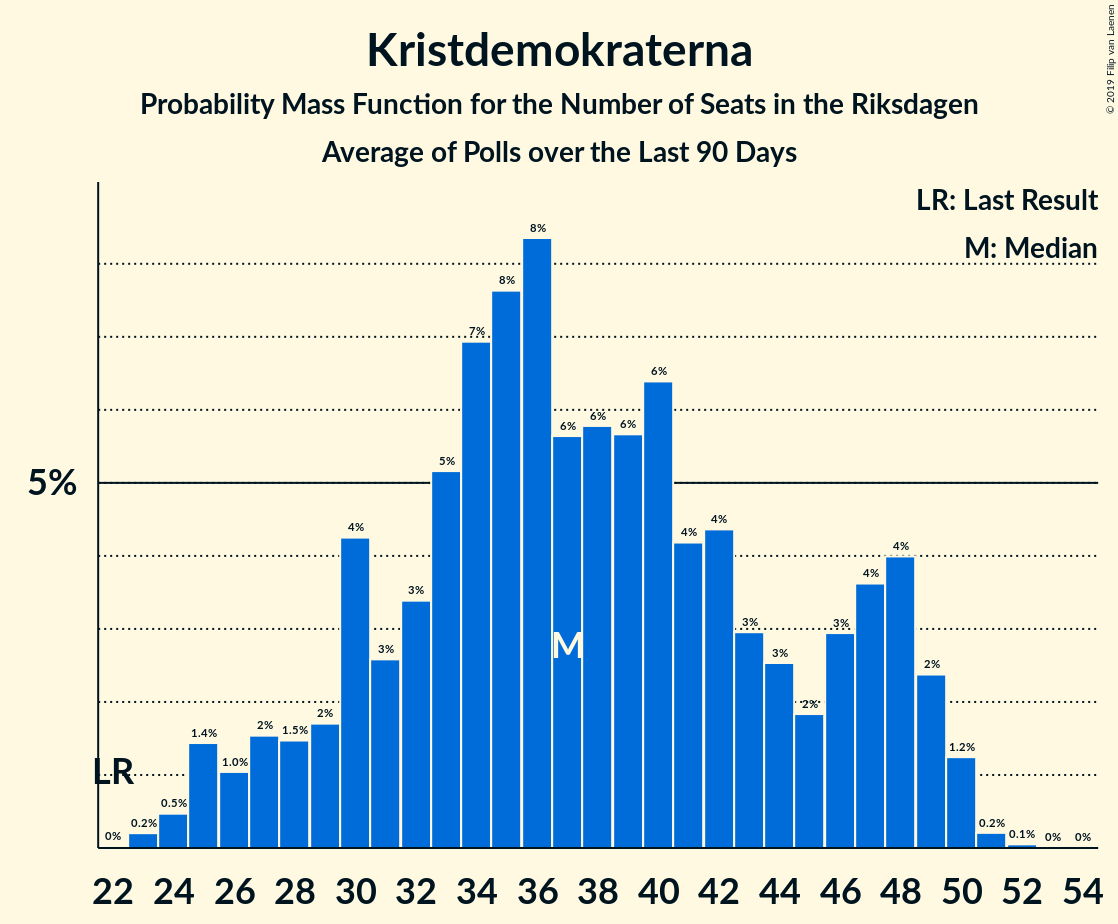 Kristdemokraterna
Probability Mass Function for the Number of Seats in the Riksdagen
Average of Polls over the Last 90 Days
© 2019 Filip van Laenen
LR: Last Result
M: Median
5%
0% 0.2% 0.5% 1.4% 1.0% 2% 1.5% 2% 4% 3% 3% 5% 7% 8% 8% 6% 6% 6% 6% 4% 4% 3% 3% 2% 3% 4% 4% 2% 1.2% 0.2% 0.1% 0% 0%
M
LR
22 24 26 28 30 32 34 36 38 40 42 44 46 48 50 52 54